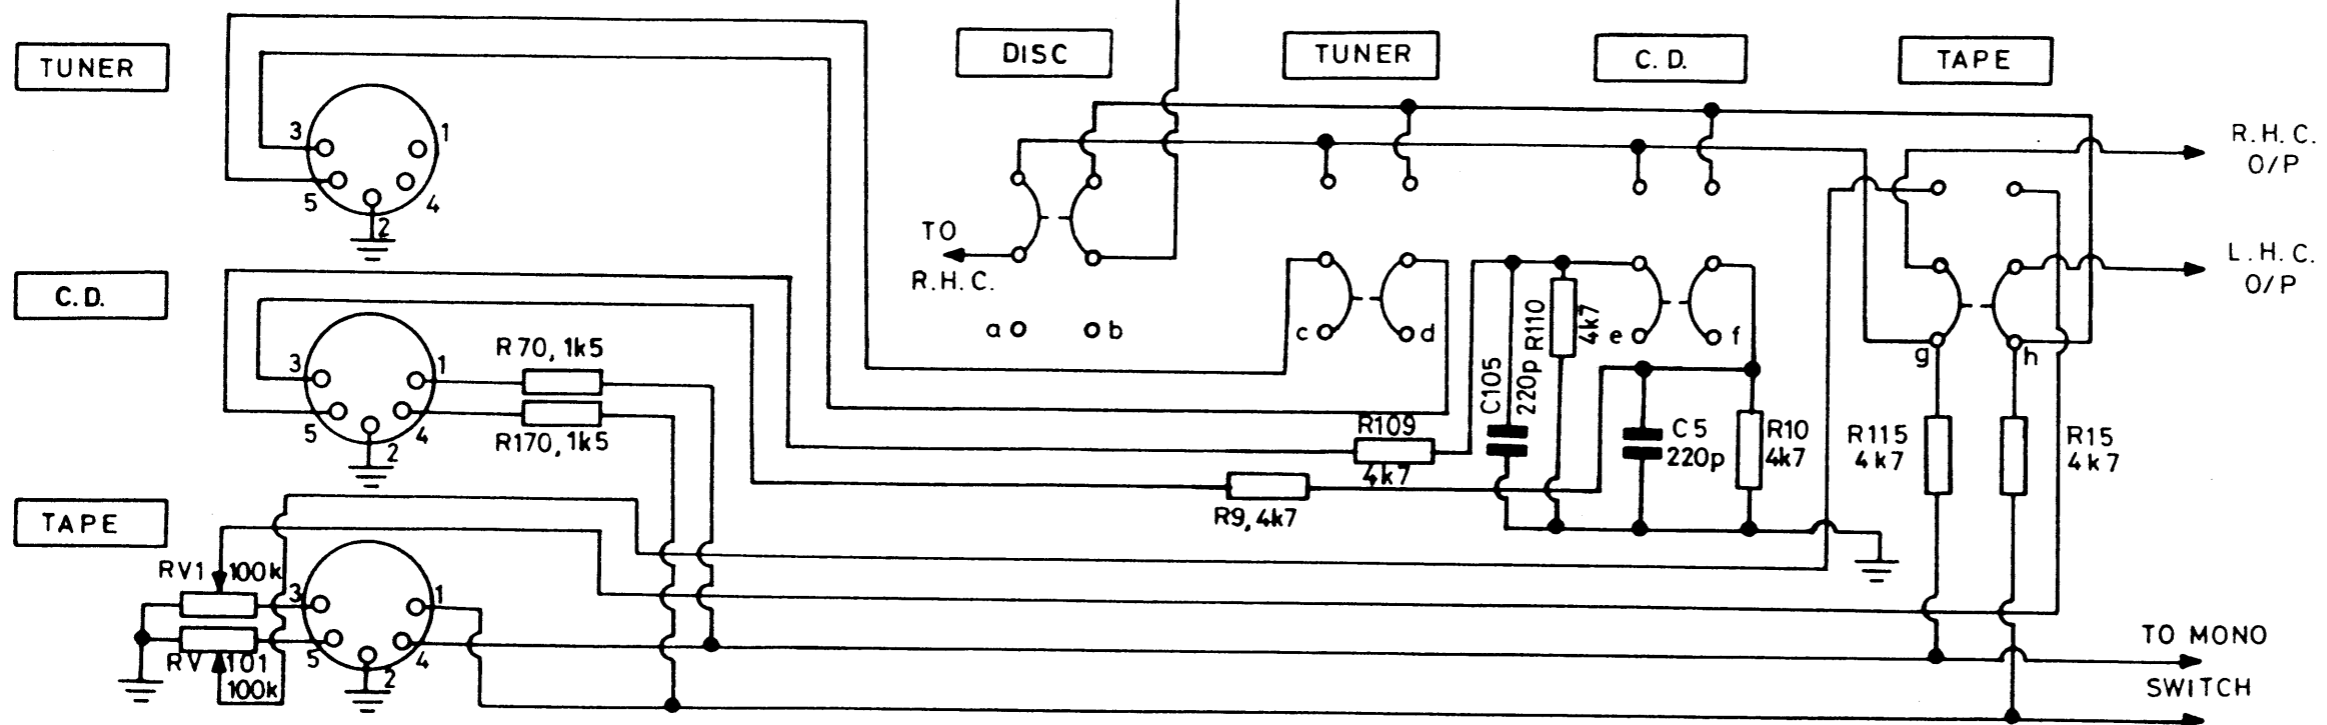 TUNER
3
1
5
4
2
C.D.
3
1
5
4
2
R70, 1k5
R170, 1k5
TAPE
RV1 100k
3
1
5
4
2
RV 101
100k
DISC
TUNER
C.D.
TAPE
TO
R.H.C.
a
b
c
d
e
f
g
h
R109
4k7
R9, 4k7
C105
220p
R110
4k7
C5
220p
R10
4k7
R115
4k7
R15
4k7
R.H.C.
O/P
L.H.C.
O/P
TO MONO
SWITCH